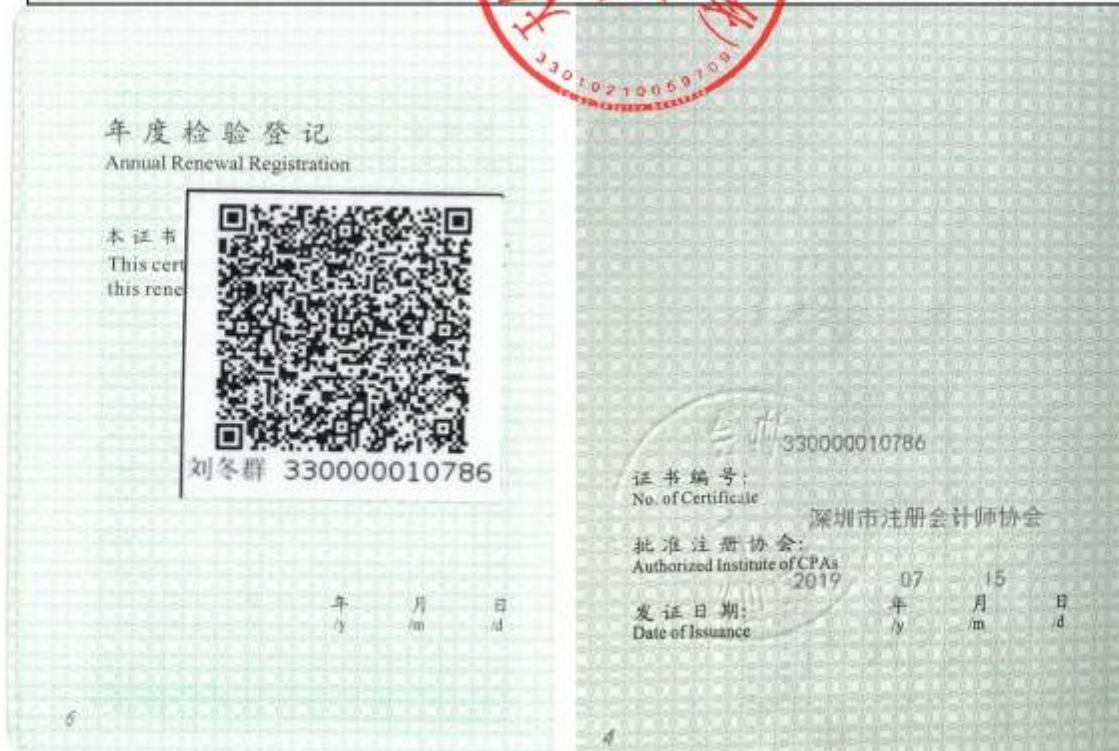 33010210059709
年度检验登记
Annual Renewal Registration
本证书
This cert
this rene
刘冬群 330000010786
年 月 日
/y /m /d
6
330000010786
证书编号:
No. of Certificate
深圳市注册会计师协会
批准注册协会:
Authorized Institute of CPAs
2019 07 15
发证日期: 年 月 日
Date of Issuance /y /m /d
4